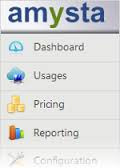 amysta
Dashboard
Usages
Pricing
Reporting
Configuration